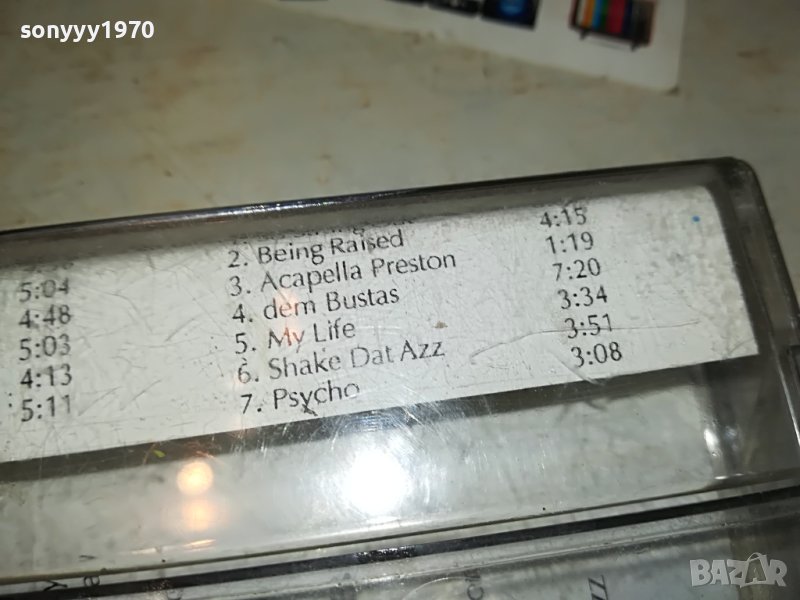 sonyyy1970
4:15
2. Being Raised 1:19
5:04 3. Acapella Preston 7:20
4:48 4. dem Bustas 3:34
5:03 5. My Life 3:51
4:13 6. Shake Dat Azz 3:08
5:11 7. Psycho
BAZAR